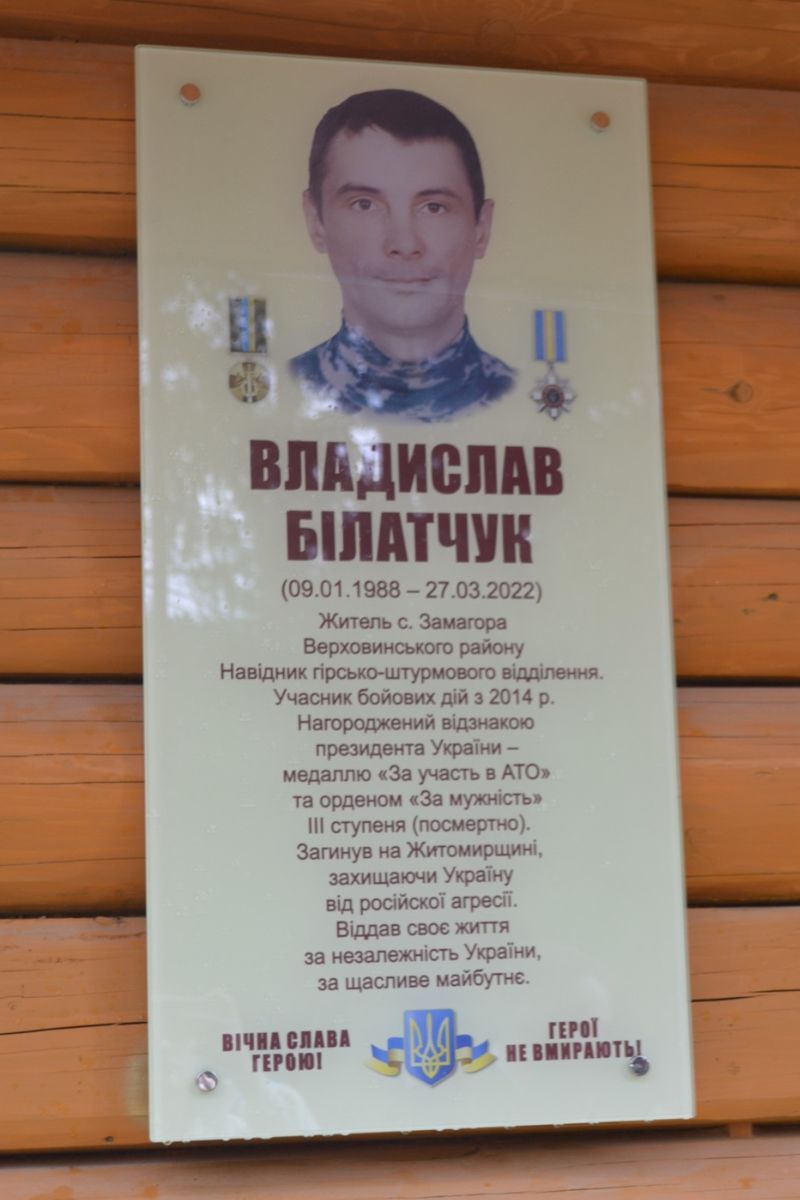 ВЛАДИСЛАВ
БІЛАТЧУК
(09.01.1988 – 27.03.2022)
Житель с. Замагора
Верховинського району
Навідник гірсько-штурмового відділення.
Учасник бойових дій з 2014 р.
Нагороджений відзнакою
президента України –
медаллю «За участь в АТО»
та орденом «За мужність»
ІІІ ступеня (посмертно).
Загинув на Житомирщині,
захищаючи Україну
від російскої агресії.
Віддав своє життя
за незалежність України,
за щасливе майбутнє.
ВІЧНА СЛАВА
ГЕРОЮ!
ГЕРОЇ
НЕ ВМИРАЮТЬ!